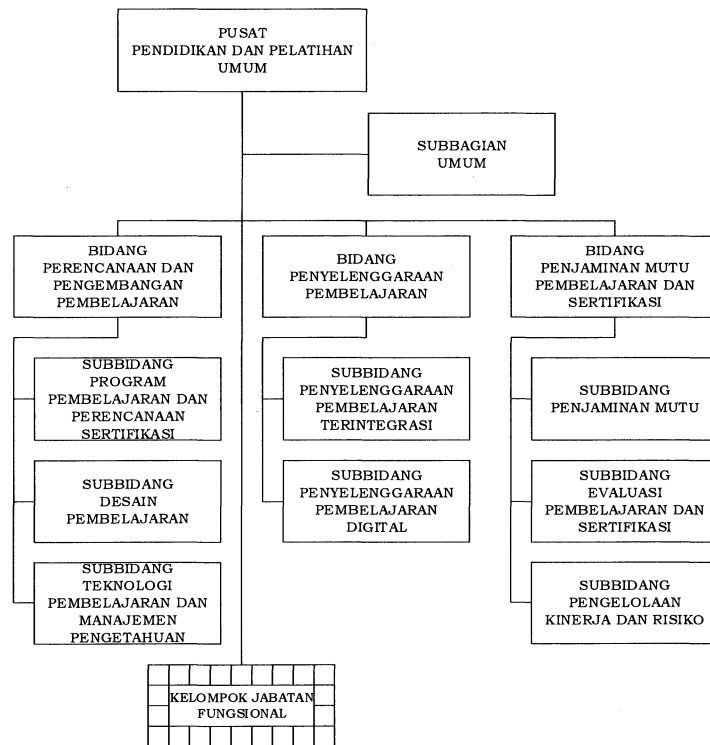 PUSAT
PENDIDIKAN DAN PELATIHAN
UMUM
SUBBAGIAN
UMUM
BIDANG
PERENCANAAN DAN
PENGEMBANGAN
PEMBELAJARAN
BIDANG
PENYELENGGARAAN
PEMBELAJARAN
BIDANG
PENJAMINAN MUTU
PEMBELAJARAN DAN
SERTIFIKASI
SUBBIDANG
PROGRAM
PEMBELAJARAN DAN
PERENCANAAN
SERTIFIKASI
SUBBIDANG
PENYELENGGARAAN
PEMBELAJARAN
TERINTEGRASI
SUBBIDANG
PENJAMINAN MUTU
SUBBIDANG
DESAIN
PEMBELAJARAN
SUBBIDANG
PENYELENGGARAAN
PEMBELAJARAN
DIGITAL
SUBBIDANG
EVALUASI
PEMBELAJARAN DAN
SERTIFIKASI
SUBBIDANG
TEKNOLOGI
PEMBELAJARAN DAN
MANAJEMEN
PENGETAHUAN
SUBBIDANG
PENGELOLAAN
KINERJA DAN RISIKO
KELOMPOK JABATAN
FUNGSIONAL